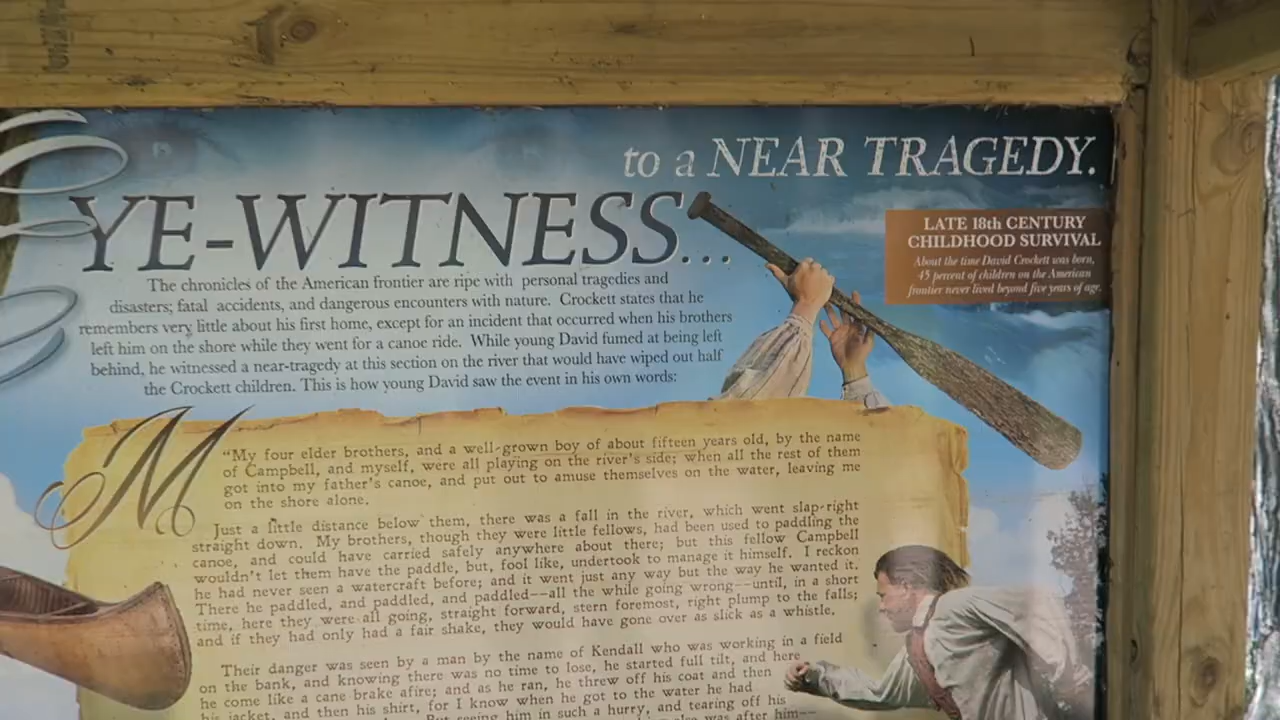 to a NEAR TRAGEDY.
EYE-WITNESS...
LATE 18th CENTURY
CHILDHOOD SURVIVAL
About the time David Crockett was born,
45 percent of children on the American
frontier never lived beyond five years of age.
The chronicles of the American frontier are ripe with personal tragedies and
disasters; fatal accidents, and dangerous encounters with nature. Crockett states that he
remembers very little about his first home, except for an incident that occurred when his brothers
left him on the shore while they went for a canoe ride. While young David fumed at being left
behind, he witnessed a near-tragedy at this section on the river that would have wiped out half
the Crockett children. This is how young David saw the event in his own words:
M
“My four elder brothers, and a well-grown boy of about fifteen years old, by the name
of Campbell, and myself, were all playing on the river's side; when all the rest of them
got into my father's canoe, and put out to amuse themselves on the water, leaving me
on the shore alone.
Just a little distance below them, there was a fall in the river, which went slap-right
straight down. My brothers, though they were little fellows, had been used to paddling the
canoe, and could have carried safely anywhere about there; but this fellow Campbell
wouldn't let them have the paddle, but, fool like, undertook to manage it himself. I reckon
he had never seen a watercraft before; and it went just any way but the way he wanted it.
There he paddled, and paddled, and paddled--all the while going wrong--until, in a short
time, here they were all going, straight forward, stern foremost, right plump to the falls;
and if they had only had a fair shake, they would have gone over as slick as a whistle.
Their danger was seen by a man by the name of Kendall who was working in a field
on the bank, and knowing there was no time to lose, he started full tilt, and here
he come like a cane brake afire; and as he ran, he threw off his coat and then
his jacket, and then his shirt, for I know when he got to the water he had
But seeing him in such a hurry, and tearing off his
else was after him--